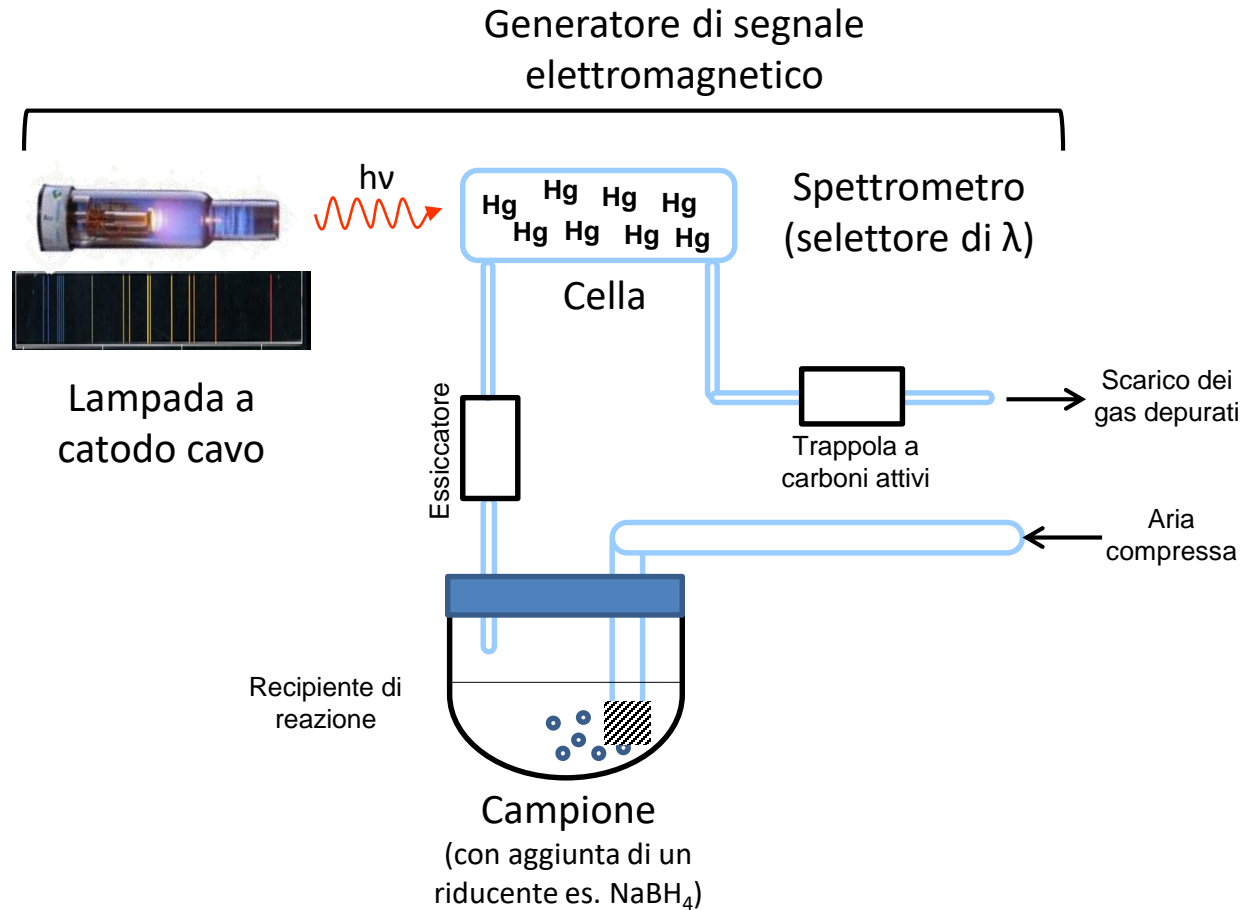 Generatore di segnale
elettromagnetico
hν
Hg
Hg
Hg
Hg
Hg
Hg
Hg
Hg
Spettrometro
(selettore di λ)
Cella
Lampada a
catodo cavo
Essiccatore
Trappola a
carboni attivi
Scarico dei
gas depurati
Aria
compressa
Recipiente di
reazione
Campione
(con aggiunta di un
riducente es. NaBH₄)